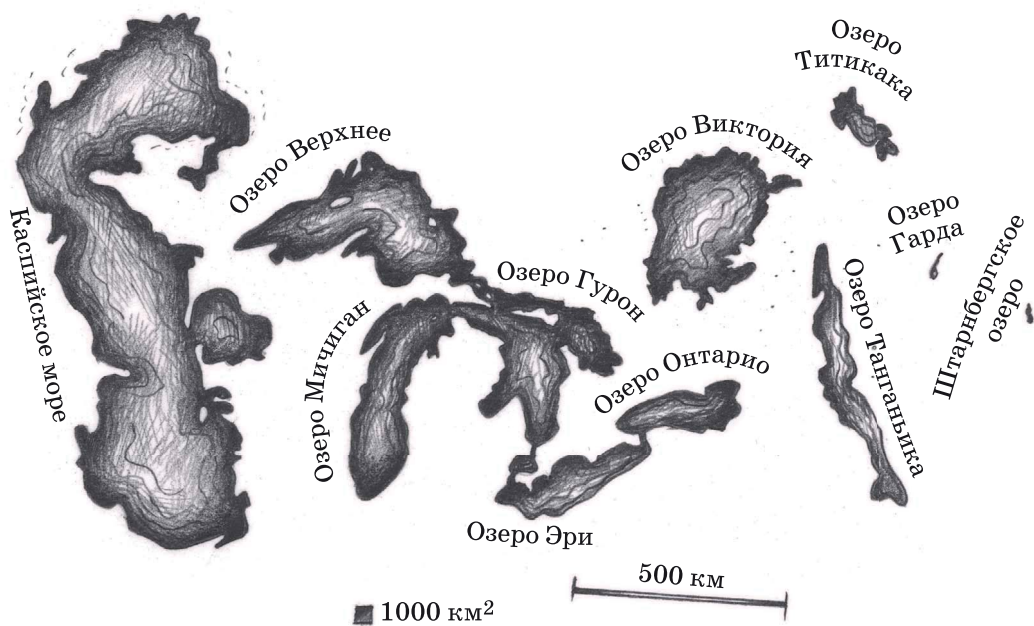 Озеро
Титикака
Озеро Верхнее
Озеро Виктория
Каспийское море
Озеро
Гарда
Озеро Гурон
Штарнбергское
озеро
Озеро Мичиган
Озеро Танганьика
Озеро Онтарио
Озеро Эри
500 км
1000 км²